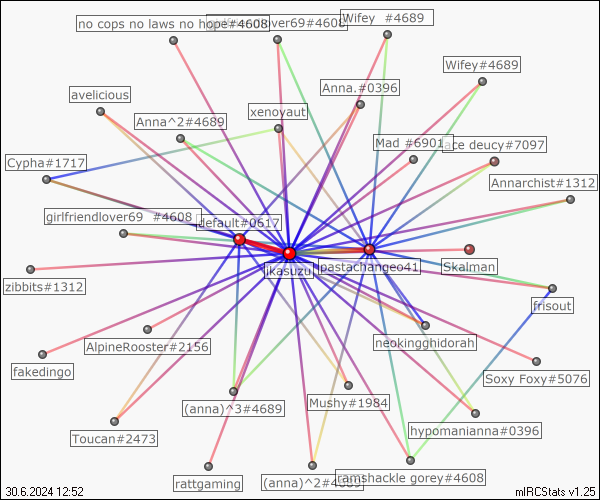 no cops no laws no hope#4608
lover69#4608
Wifey #4689
Wifey#4689
avelicious
Anna.#0396
xenoyaut
Anna^2#4689
Mad #6901
ace deucy#7097
Cypha#1717
Annarchist#1312
girlfriendlover69 #4608
default#0617
jkasuzu
pastachangeo41
Skalman
zibbits#1312
frisout
neokingghidorah
AlpineRooster#2156
fakedingo
Soxy Foxy#5076
(anna)^3#4689
Mushy#1984
hypomanianna#0396
Toucan#2473
rattgaming
(anna)^2#4689
ramshackle gorey#4608
30.6.2024 12:52
mIRCStats v1.25